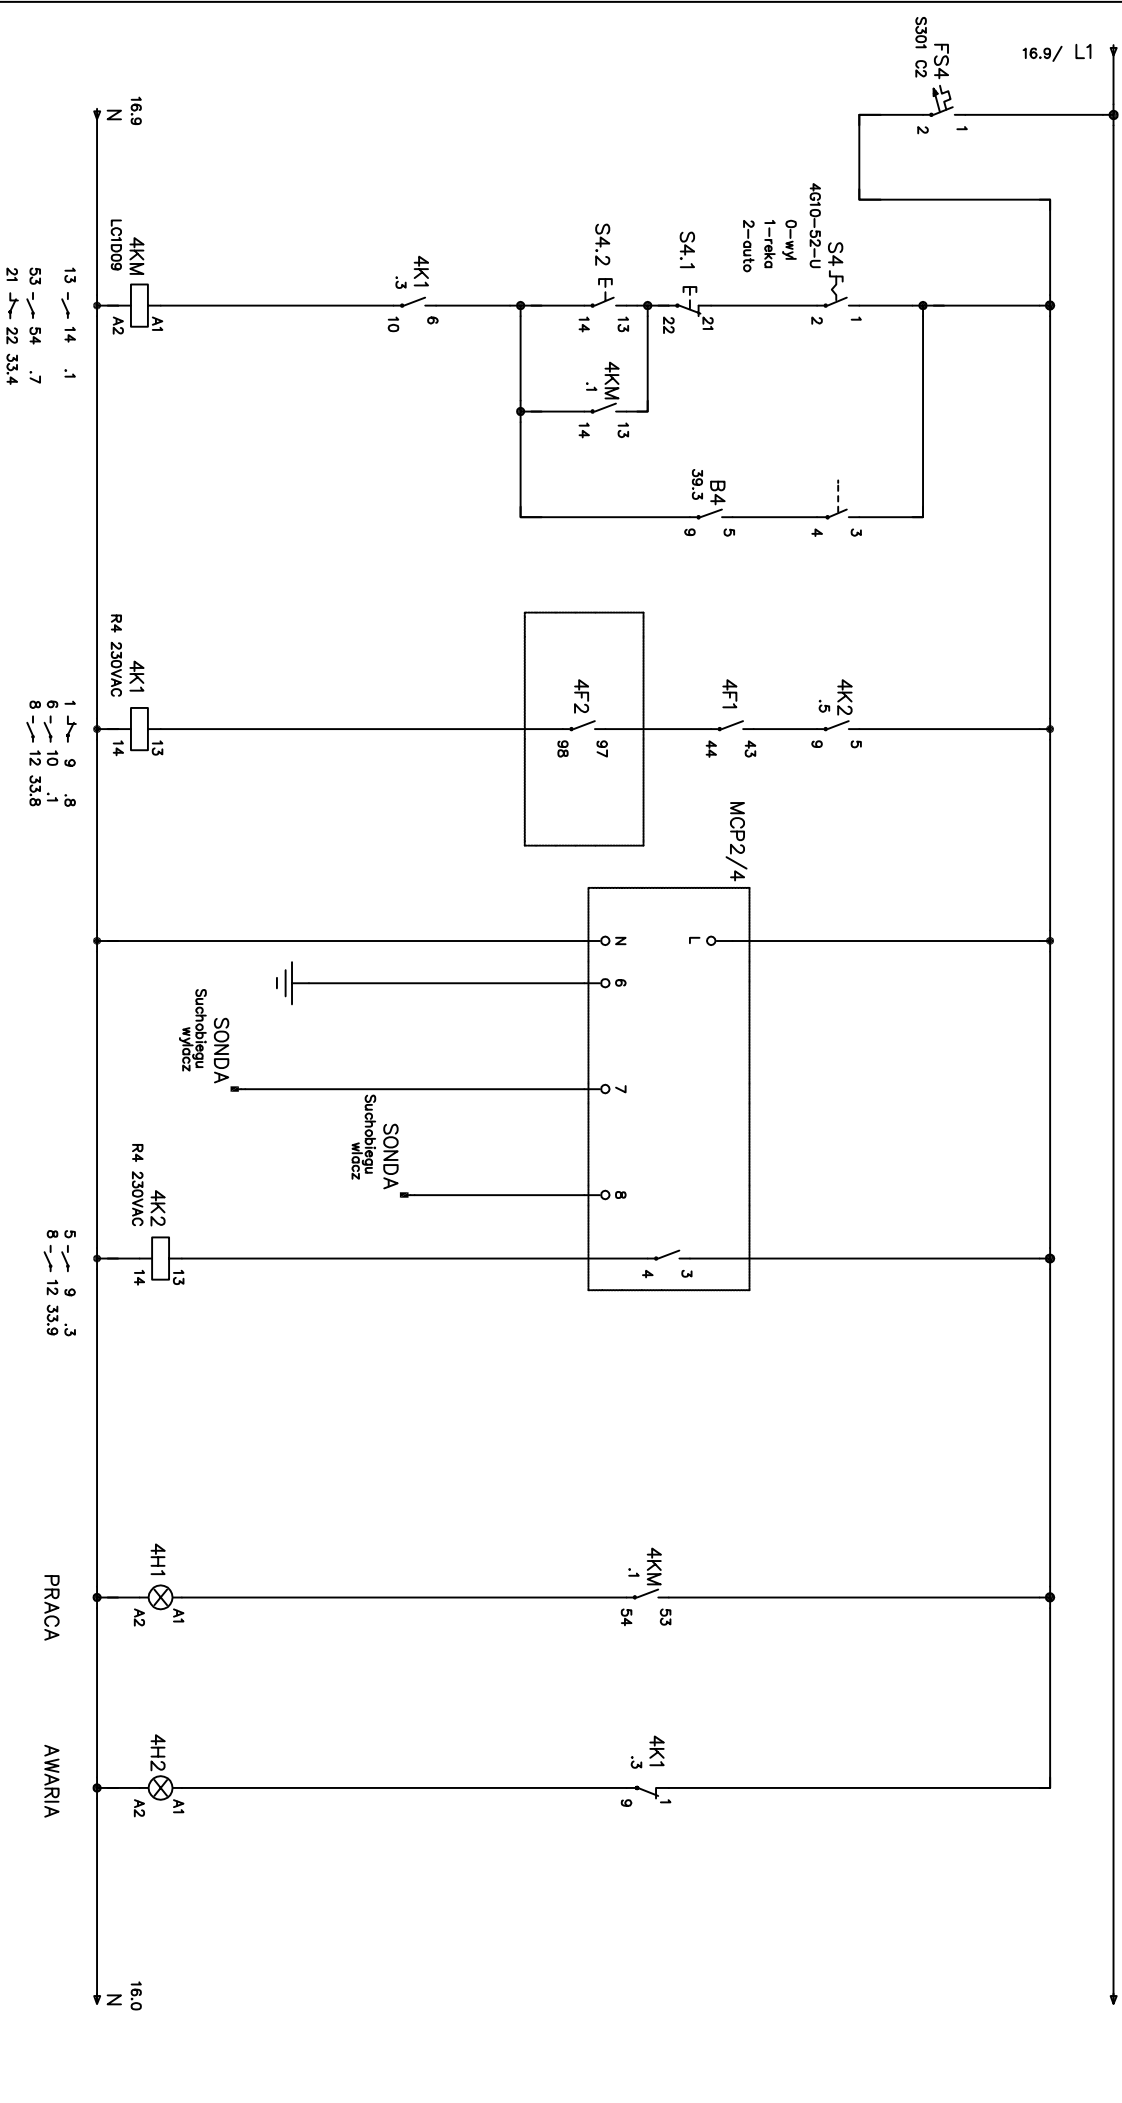 16.9/ L1
FS4
S301 C2
1
2
16.9
N
S4
4G10-52-U
0-wyl
1-reka
2-auto
1
2
3
4
S4.1
21
22
S4.2
13
14
4KM
.1
13
14
B4
39.3
5
9
4K1
.3
6
10
4KM
LC1D09
A1
A2
13 14 .1
53 54 .7
21 22 33.4
4K2
.5
5
9
4F1
43
44
4F2
97
98
4K1
R4 230VAC
13
14
1 9 .8
6 10 .1
8 12 33.8
MCP2/4
L
N
6
7
8
3
4
SONDA
Suchobiegu
wylacz
SONDA
Suchobiegu
wlacz
4K2
R4 230VAC
13
14
5 9 .3
8 12 33.9
4KM
.1
53
54
4H1
A1
A2
PRACA
4K1
.3
1
9
4H2
A1
A2
AWARIA
16.0
N